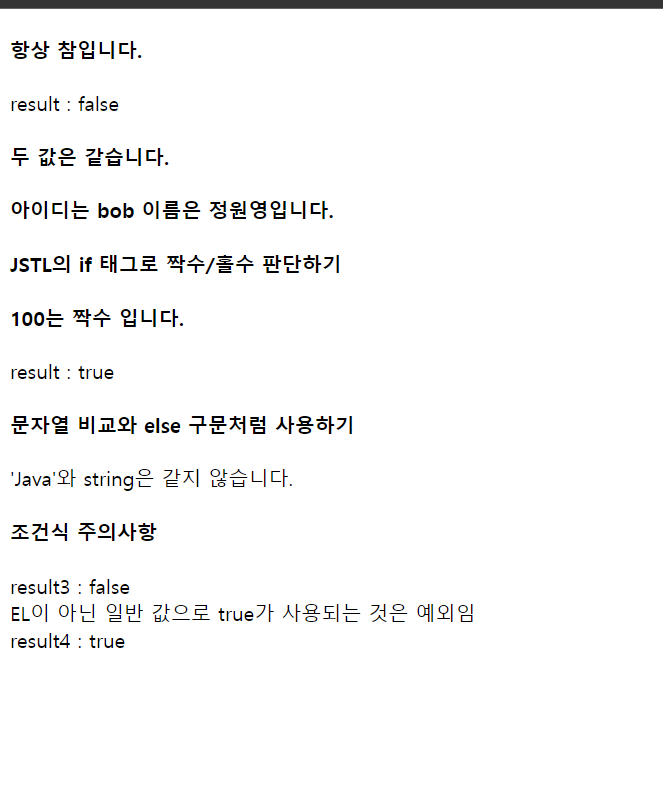 항상 참입니다.
result : false
두 값은 같습니다.
아이디는 bob 이름은 정원영입니다.
JSTL의 if 태그로 짝수/홀수 판단하기
100는 짝수 입니다.
result : true
문자열 비교와 else 구문처럼 사용하기
'Java'와 string은 같지 않습니다.
조건식 주의사항
result3 : false
EL이 아닌 일반 값으로 true가 사용되는 것은 예외임
result4 : true